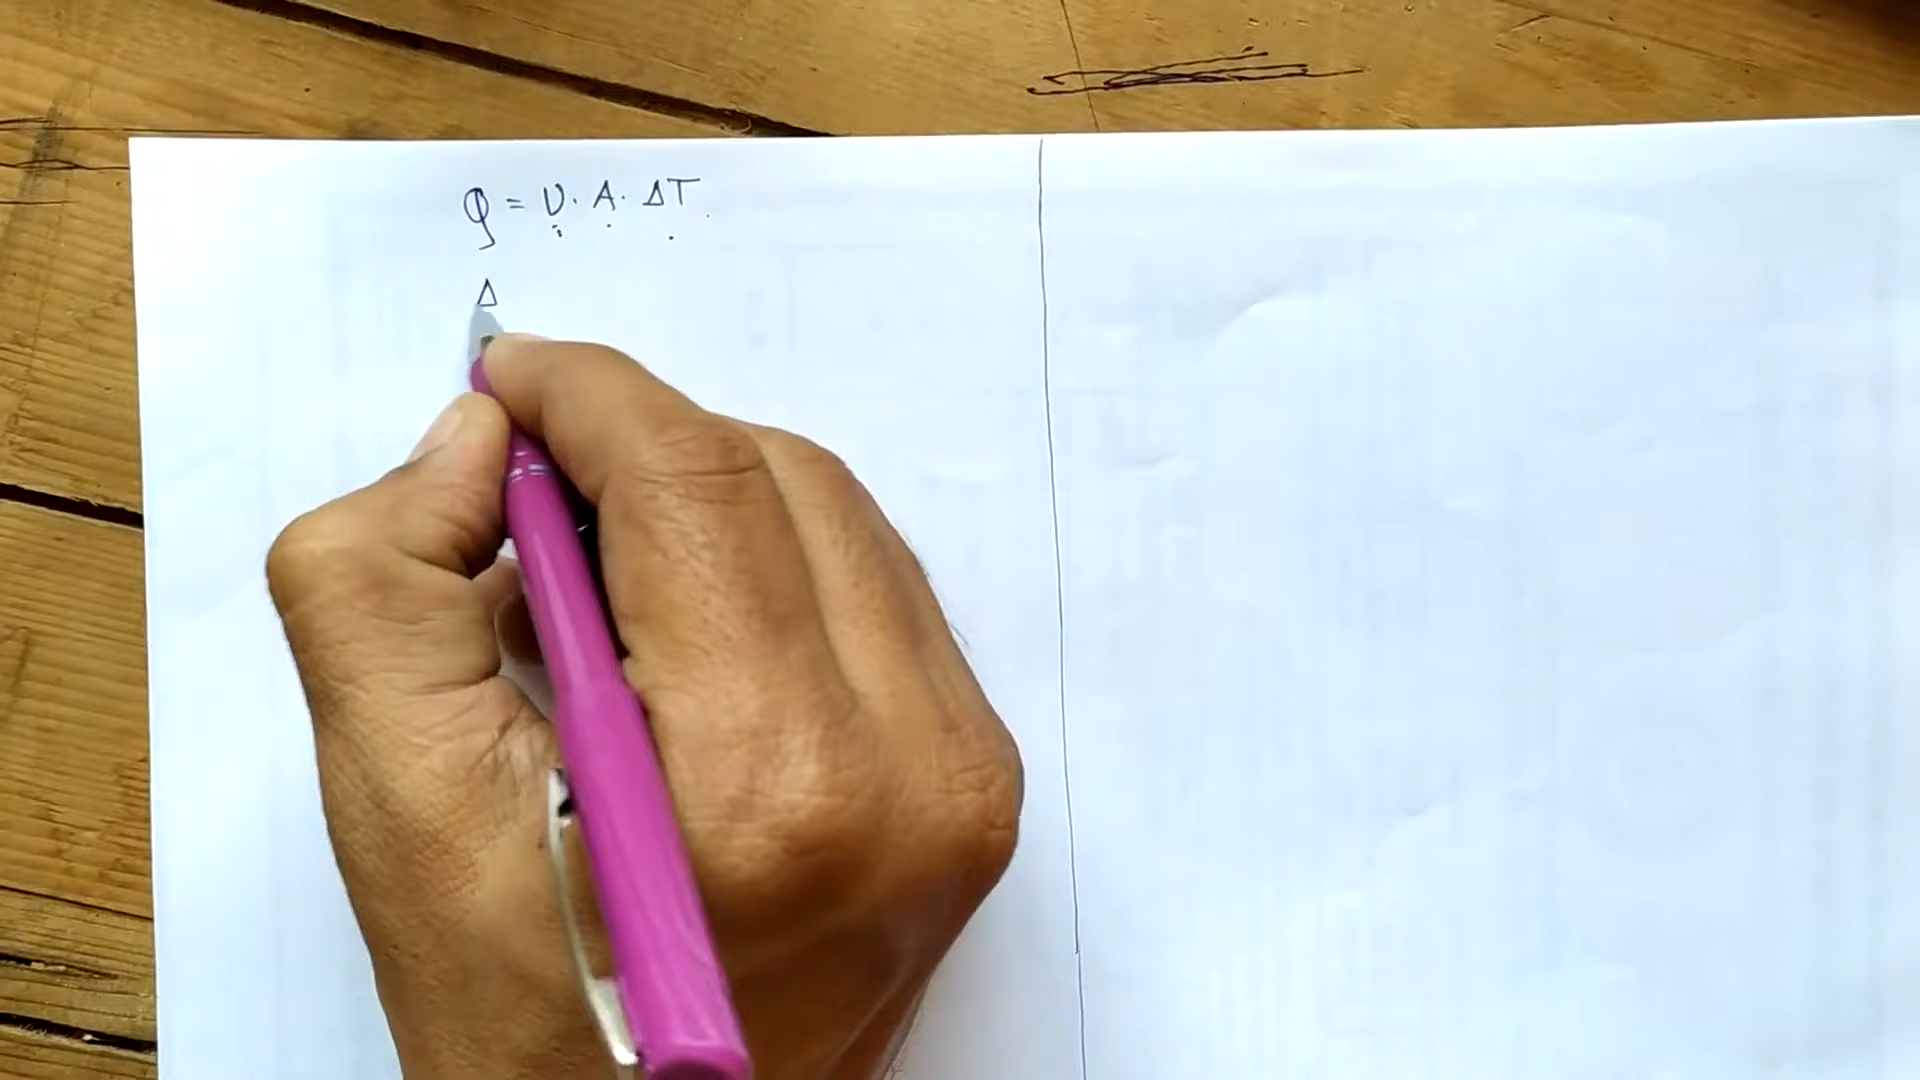 Q = U. A. ΔT.
Δ